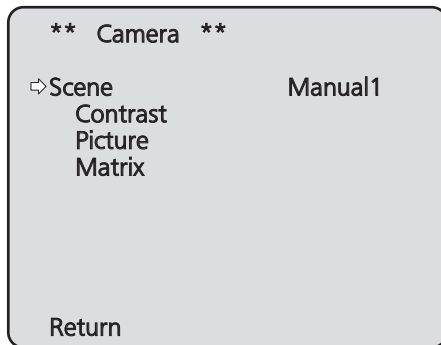 ** Camera **
⇨Scene Manual1
Contrast
Picture
Matrix
Return